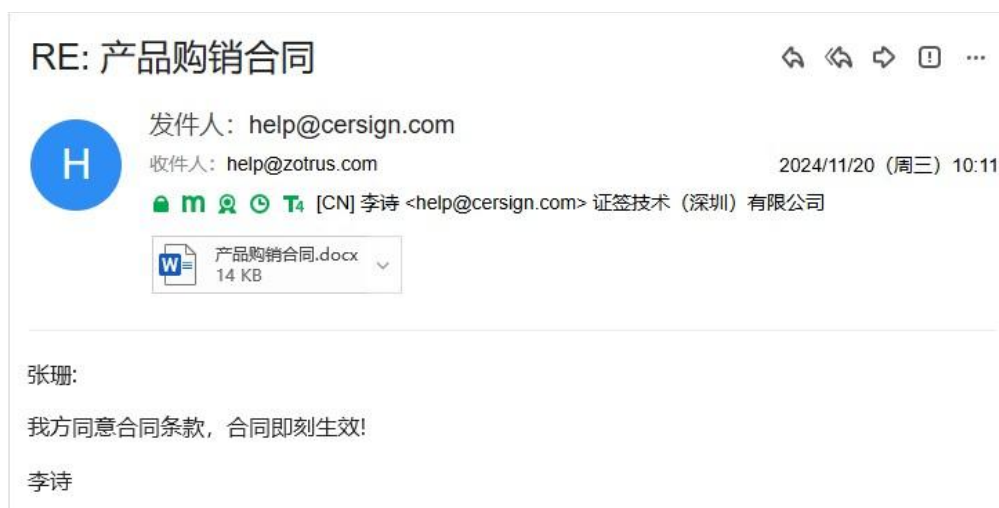 RE: 产品购销合同
H
发件人：help@cersign.com
收件人：help@zotrus.com
2024/11/20（周三）10:11
m T4 [CN] 李诗 <help@cersign.com> 证签技术（深圳）有限公司
W
产品购销合同.docx
14 KB
张珊:
我方同意合同条款，合同即刻生效!
李诗